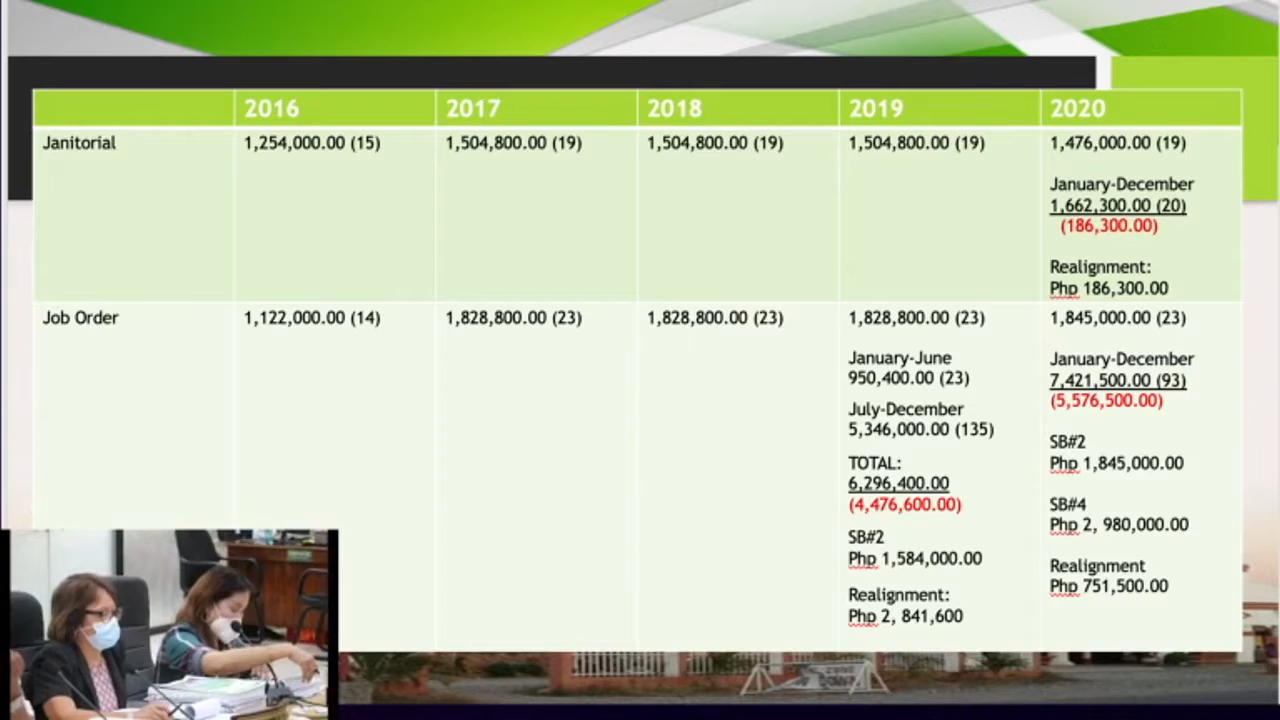 2016 2017 2018 2019 2020
Janitorial 1,254,000.00 (15) 1,504,800.00 (19) 1,504,800.00 (19) 1,504,800.00 (19) 1,476,000.00 (19)
January-December
1,662,300.00 (20)
(186,300.00)
Realignment:
Php 186,300.00
Job Order 1,122,000.00 (14) 1,828,800.00 (23) 1,828,800.00 (23) 1,828,800.00 (23) 1,845,000.00 (23)
January-June
950,400.00 (23)
July-December
5,346,000.00 (135)
TOTAL:
6,296,400.00
(4,476,600.00)
SB#2
Php 1,584,000.00
Realignment:
Php 2, 841,600
January-December
7,421,500.00 (93)
(5,576,500.00)
SB#2
Php 1,845,000.00
SB#4
Php 2, 980,000.00
Realignment
Php 751,500.00